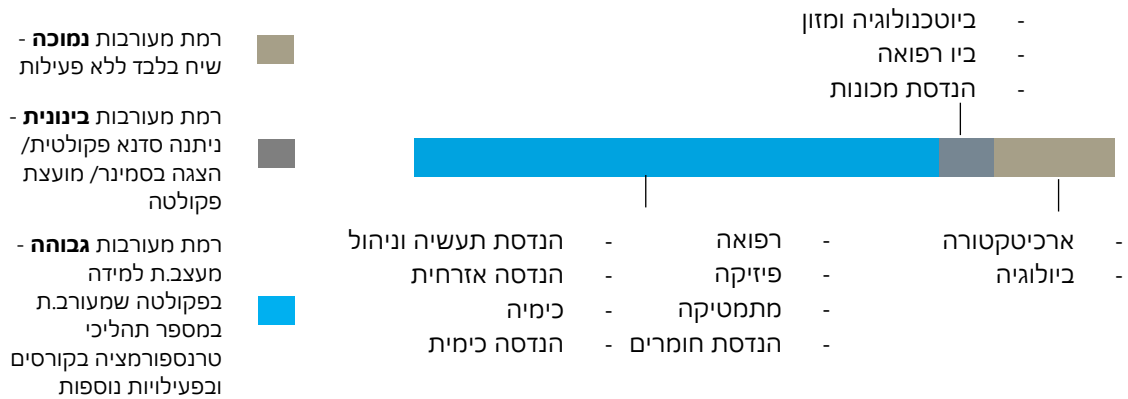 - ביוטכנולוגיה ומזון
- ביו רפואה
- הנדסת מכונות
- ארכיטקטורה
- ביולוגיה
- רפואה
- פיזיקה
- מתמטיקה
- הנדסת חומרים
- הנדסת תעשיה וניהול
- הנדסה אזרחית
- כימיה
- הנדסה כימית
רמת מעורבות נמוכה -
שיח בלבד ללא פעילות
רמת מעורבות בינונית -
ניתנה סדנא פקולטית/
הצגה בסמינר/ מועצת
פקולטה
רמת מעורבות גבוהה -
מעצב.ת למידה
בפקולטה שמעורב.ת
במספר תהליכי
טרנספורמציה בקורסים
ובפעילויות נוספות